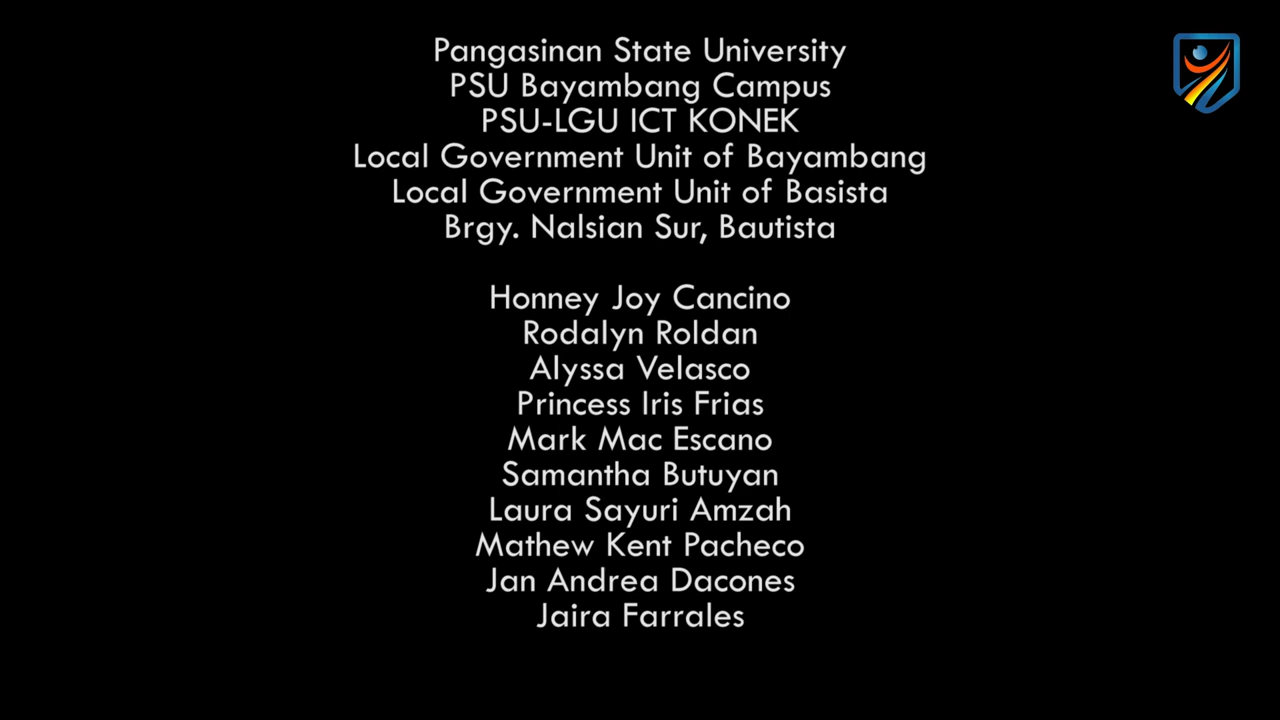 Pangasinan State University
PSU Bayambang Campus
PSU-LGU ICT KONEK
Local Government Unit of Bayambang
Local Government Unit of Basista
Brgy. Nalsian Sur, Bautista
Honney Joy Cancino
Rodalyn Roldan
Alyssa Velasco
Princess Iris Frias
Mark Mac Escano
Samantha Butuyan
Laura Sayuri Amzah
Mathew Kent Pacheco
Jan Andrea Dacones
Jaira Farrales